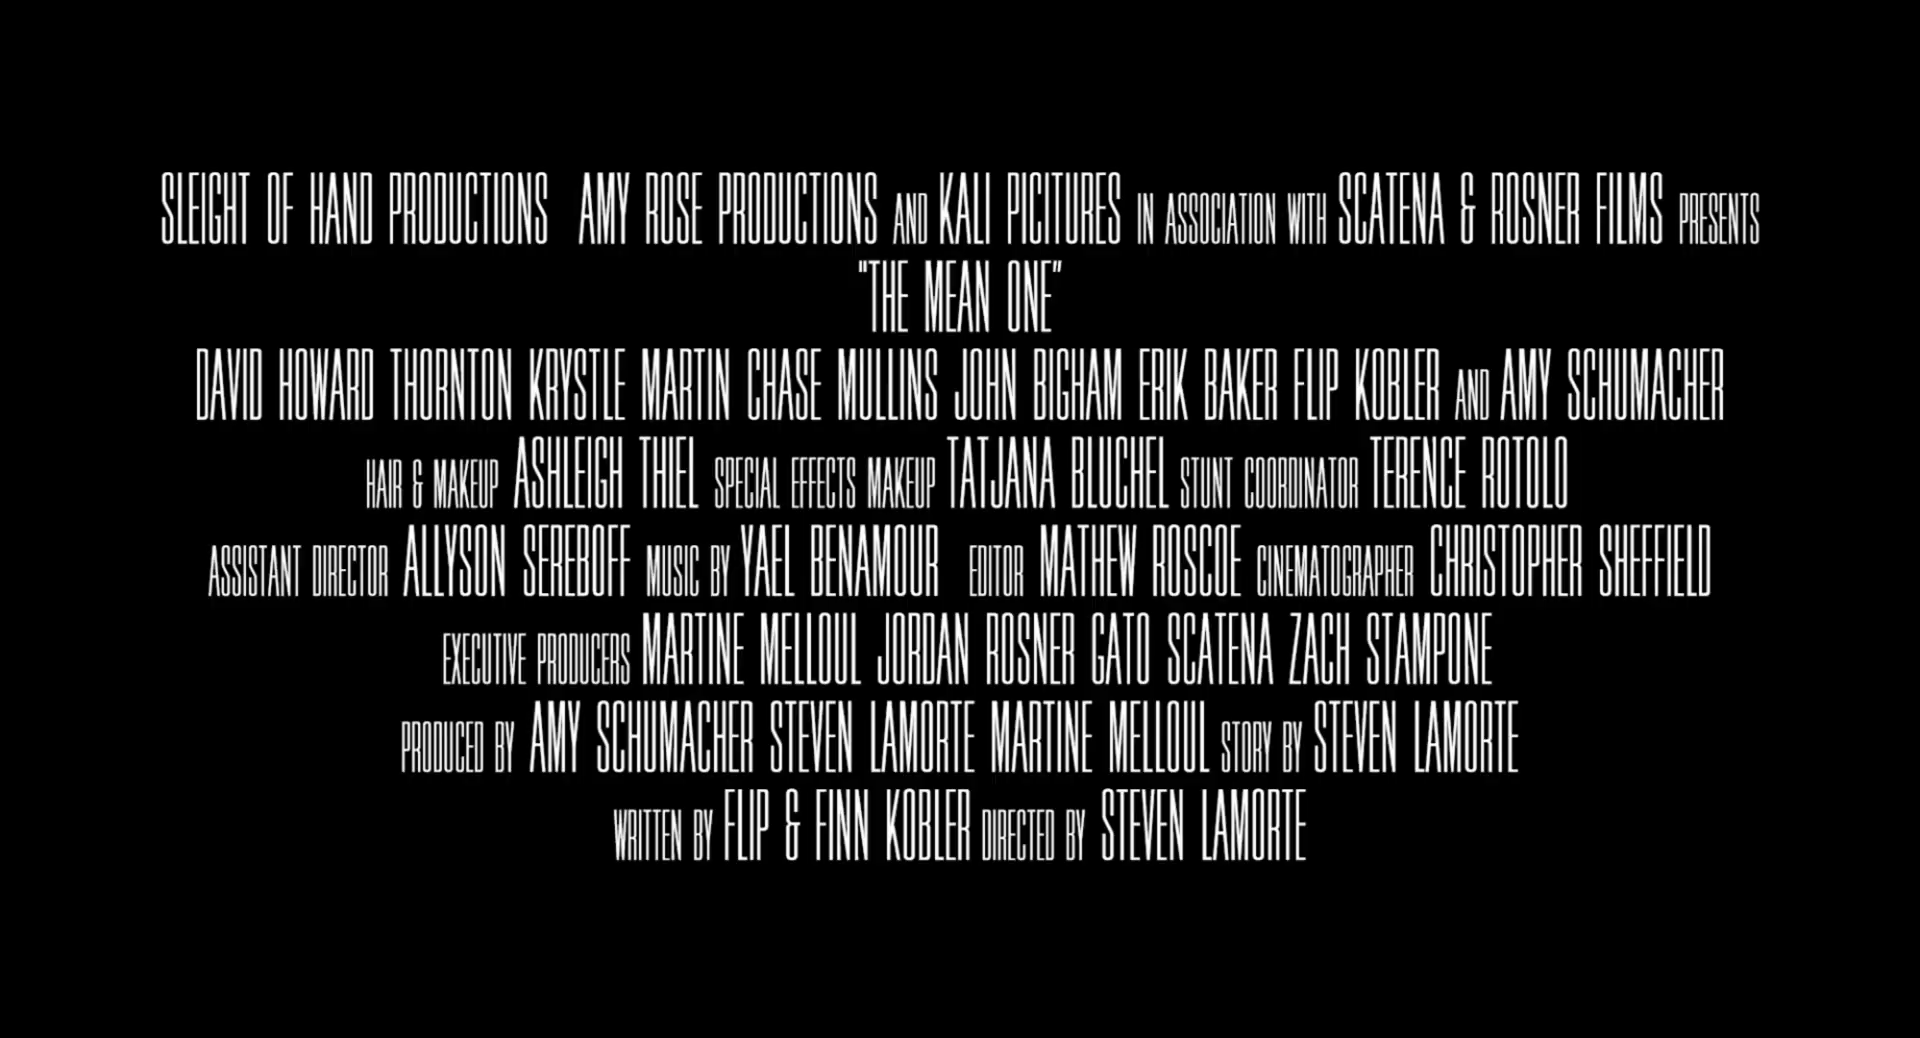 SLEIGHT OF HAND PRODUCTIONS AMY ROSE PRODUCTIONS AND KALI PICITURES IN ASSOCIATION WITH SCATENA & ROSNER FILMS PRESENTS
"THE MEAN ONE"
DAVID HOWARD THORNTON KRYSTLE MARTIN CHASE MULLINS JOHN BIGHAM ERIK BAKER FLIP KOBLER AND AMY SCHUMACHER
HAIR & MAKEUP ASHLEIGH THIEL SPECIAL EFFECTS MAKEUP TATJANA BLUCHEL STUNT COORDINATOR TERENCE ROTOLO
ASSISTANT DIRECTOR ALLYSON SEREBOFF MUSIC BY YAEL BENAMOUR EDITOR MATHEW ROSCOE CINEMATOGRAPHER CHRISTOPHER SHEFFIELD
EXECUTIVE PRODUCERS MARTINE MELLOUL JORDAN ROSNER GATO SCATENA ZACH STAMPONE
PRODUCED BY AMY SCHUMACHER STEVEN LAMORTE MARTINE MELLOUL STORY BY STEVEN LAMORTE
WRITTEN BY FLIP & FINN KOBLER DIRECTED BY STEVEN LAMORTE